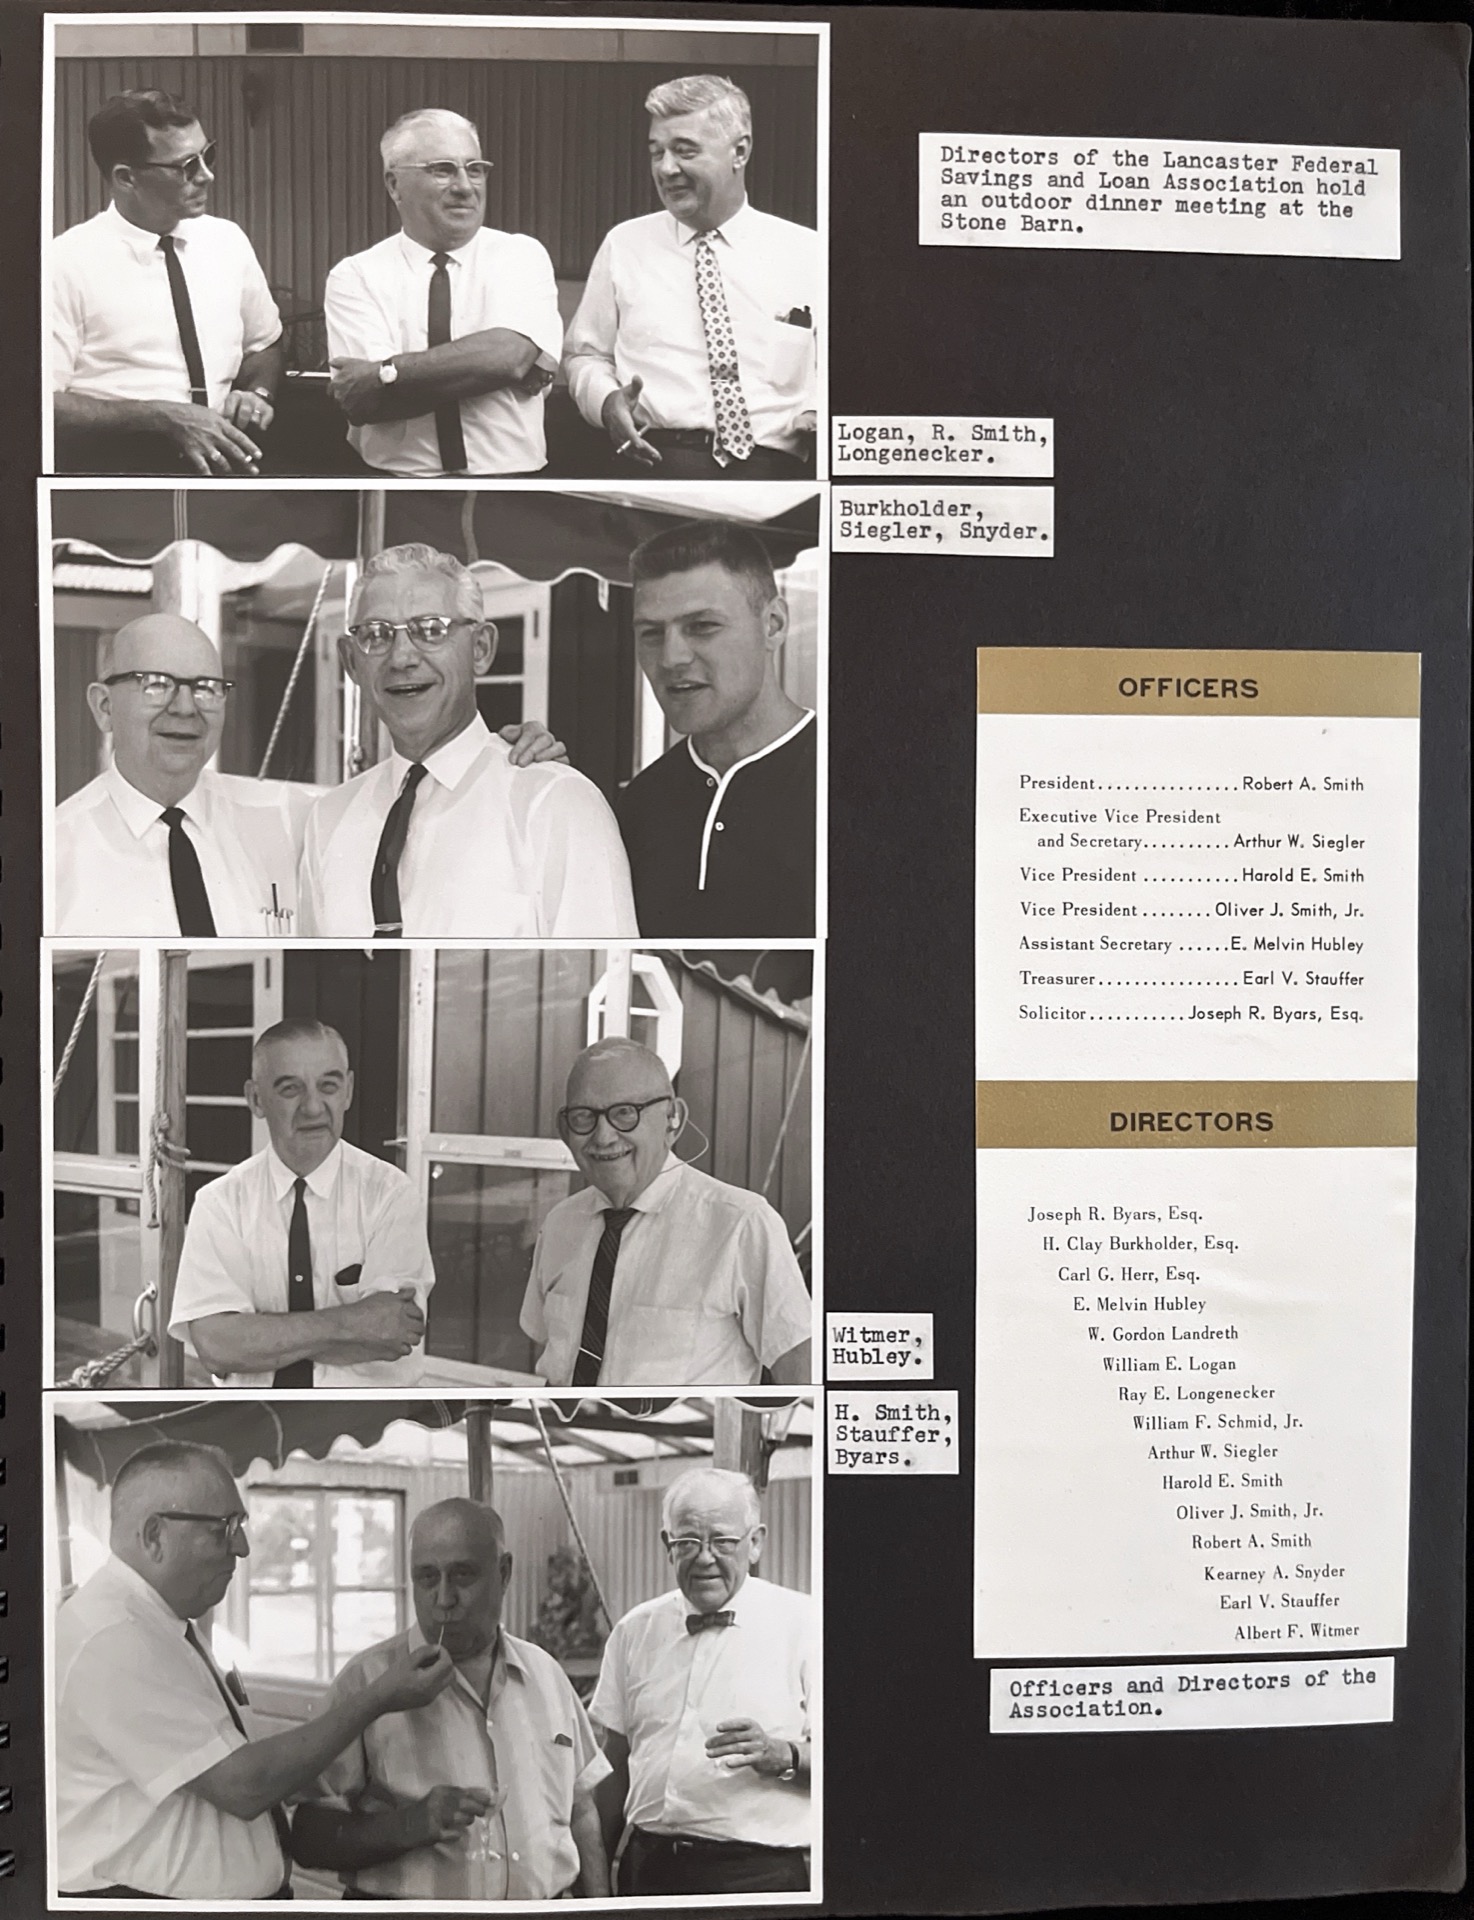 Directors of the Lancaster Federal
Savings and Loan Association hold
an outdoor dinner meeting at the
Stone Barn.
Logan, R. Smith,
Longenecker.
Burkholder,
Siegler, Snyder.
OFFICERS
President................Robert A. Smith
Executive Vice President
and Secretary..........Arthur W. Siegler
Vice President ...........Harold E. Smith
Vice President ........Oliver J. Smith, Jr.
Assistant Secretary ......E. Melvin Hubley
Treasurer................Earl V. Stauffer
Solicitor...........Joseph R. Byars, Esq.
DIRECTORS
Joseph R. Byars, Esq.
H. Clay Burkholder, Esq.
Carl G. Herr, Esq.
E. Melvin Hubley
W. Gordon Landreth
William E. Logan
Ray E. Longenecker
William F. Schmid, Jr.
Arthur W. Siegler
Harold E. Smith
Oliver J. Smith, Jr.
Robert A. Smith
Kearney A. Snyder
Earl V. Stauffer
Albert F. Witmer
Witmer,
Hubley.
H. Smith,
Stauffer,
Byars.
Officers and Directors of the
Association.